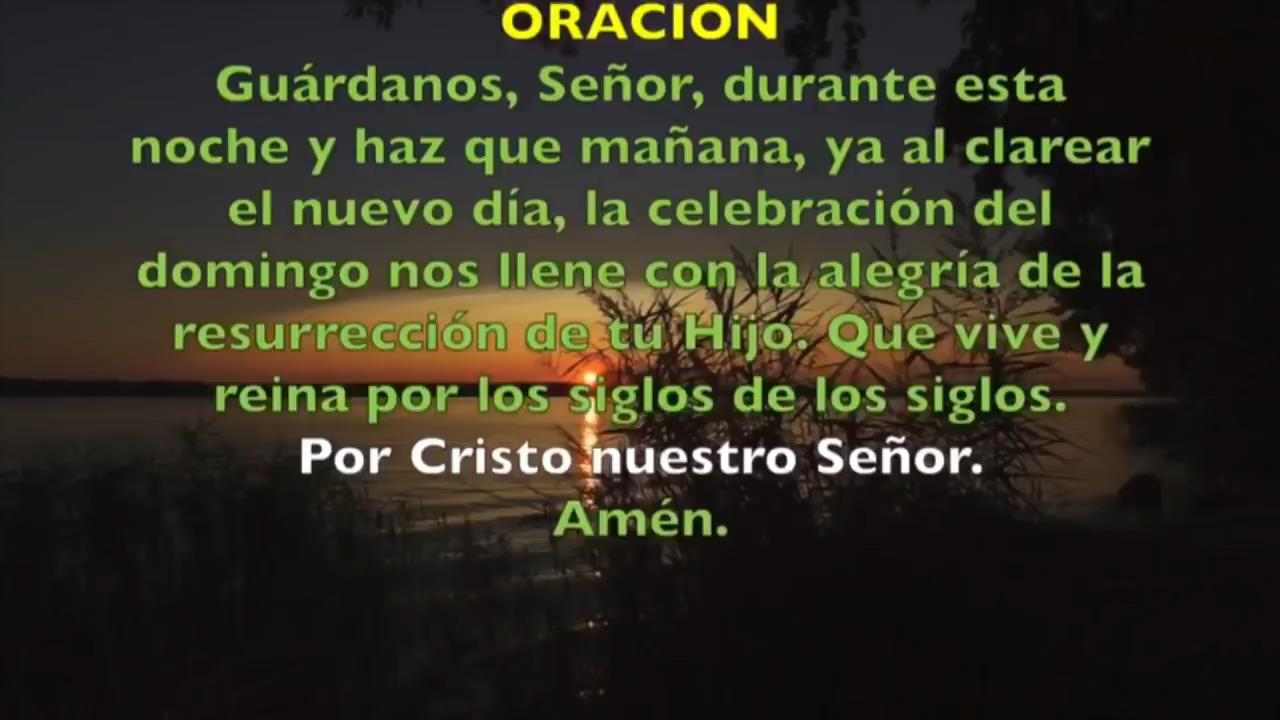 ORACION
Guárdanos, Señor, durante esta
noche y haz que mañana, ya al clarear
el nuevo día, la celebración del
domingo nos llene con la alegría de la
resurrección de tu Hijo. Que vive y
reina por los siglos de los siglos.
Por Cristo nuestro Señor.
Amén.